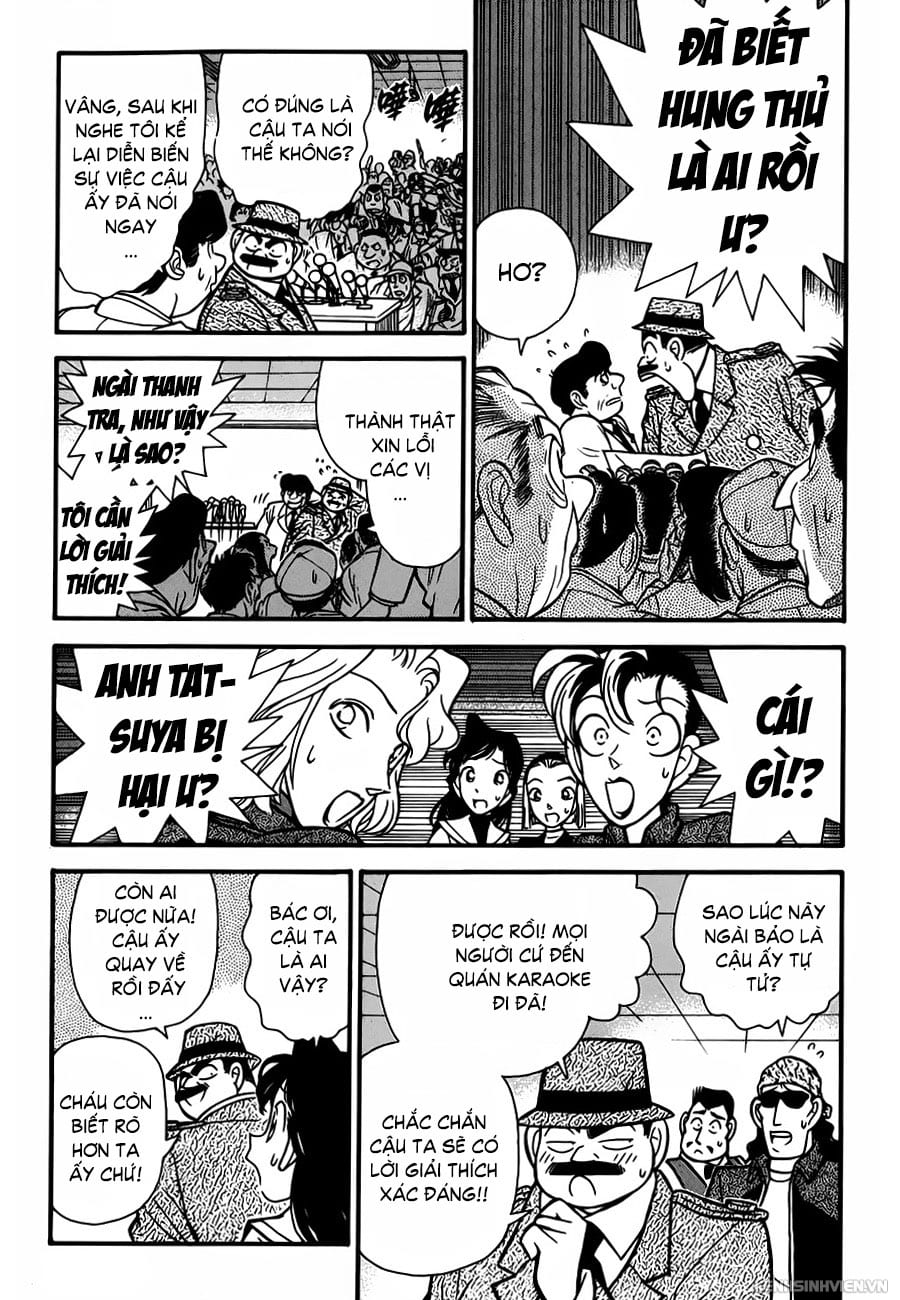 ĐÃ BIẾT
HUNG THỦ
LÀ AI RỒI
Ư?
HƠ?
CÓ ĐÚNG LÀ
CẬU TA NÓI
THẾ KHÔNG?
VÂNG, SAU KHI
NGHE TÔI KỂ
LẠI DIỄN BIẾN
SỰ VIỆC CẬU
ẤY ĐÃ NÓI
NGAY
...
嘩
嘩
THÀNH THẬT
XIN LỖI
CÁC VỊ
...
NGÀI THANH
TRA, NHƯ VẬY
LÀ SAO?
TÔI CẦN
LỜI GIẢI
THÍCH!
CÁI
GÌ!?
ANH TAT-
SUYA BỊ
HẠI Ư?
SAO LÚC NÃY
NGÀI BẢO LÀ
CẬU ẤY TỰ
TỬ?
ĐƯỢC RỒI! MỌI
NGƯỜI CỨ ĐẾN
QUÁN KARAOKE
ĐI ĐÃ!
CHẮC CHẮN
CẬU TA SẼ CÓ
LỜI GIẢI THÍCH
XÁC ĐÁNG!!
BÁC ƠI,
CẬU TA
LÀ AI
VẬY?
CÒN AI
ĐƯỢC NỮA!
CẬU ẤY
QUAY VỀ
RỒI ĐẤY
...
CHÁU CÒN
BIẾT RÕ
HƠN TA
ẤY CHỨ!